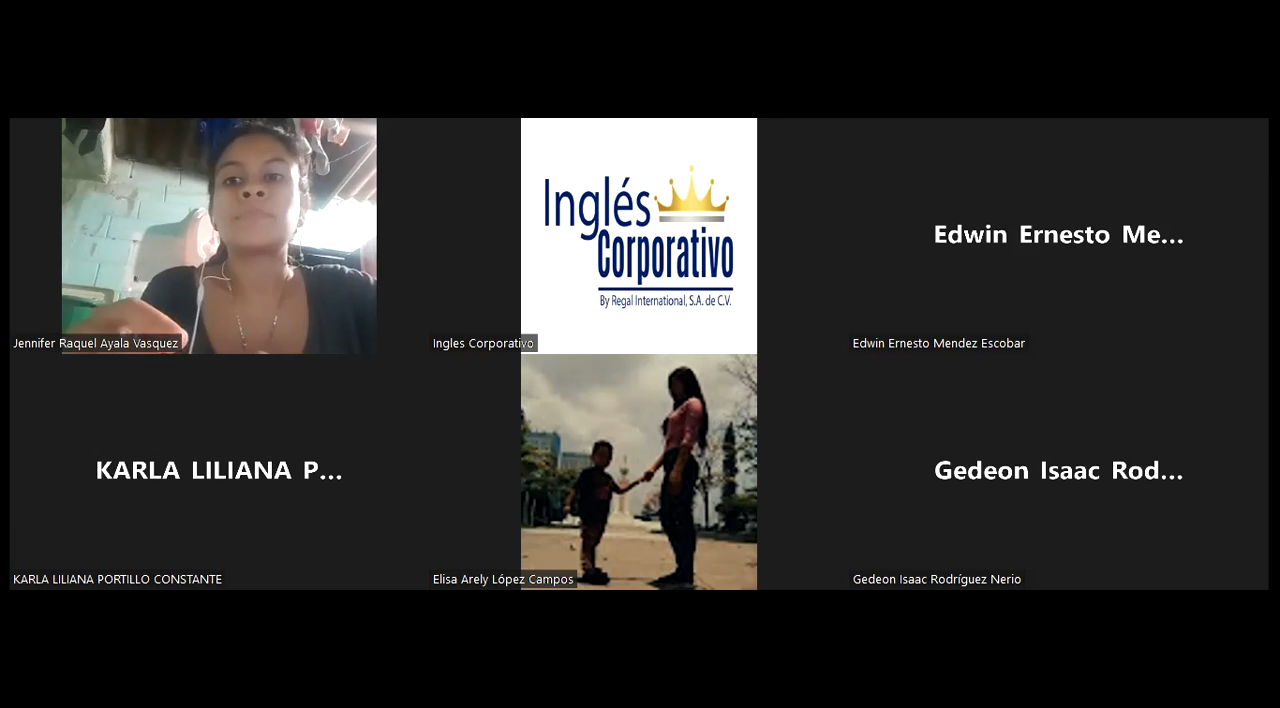 Inglés
Corporativo
By Regal International, S.A. de C.V.
Edwin Ernesto Me...
Jennifer Raquel Ayala Vasquez
Ingles Corporativo
Edwin Ernesto Mendez Escobar
KARLA LILIANA P...
Gedeon Isaac Rod...
KARLA LILIANA PORTILLO CONSTANTE
Elisa Arely López Campos
Gedeon Isaac Rodríguez Nerio